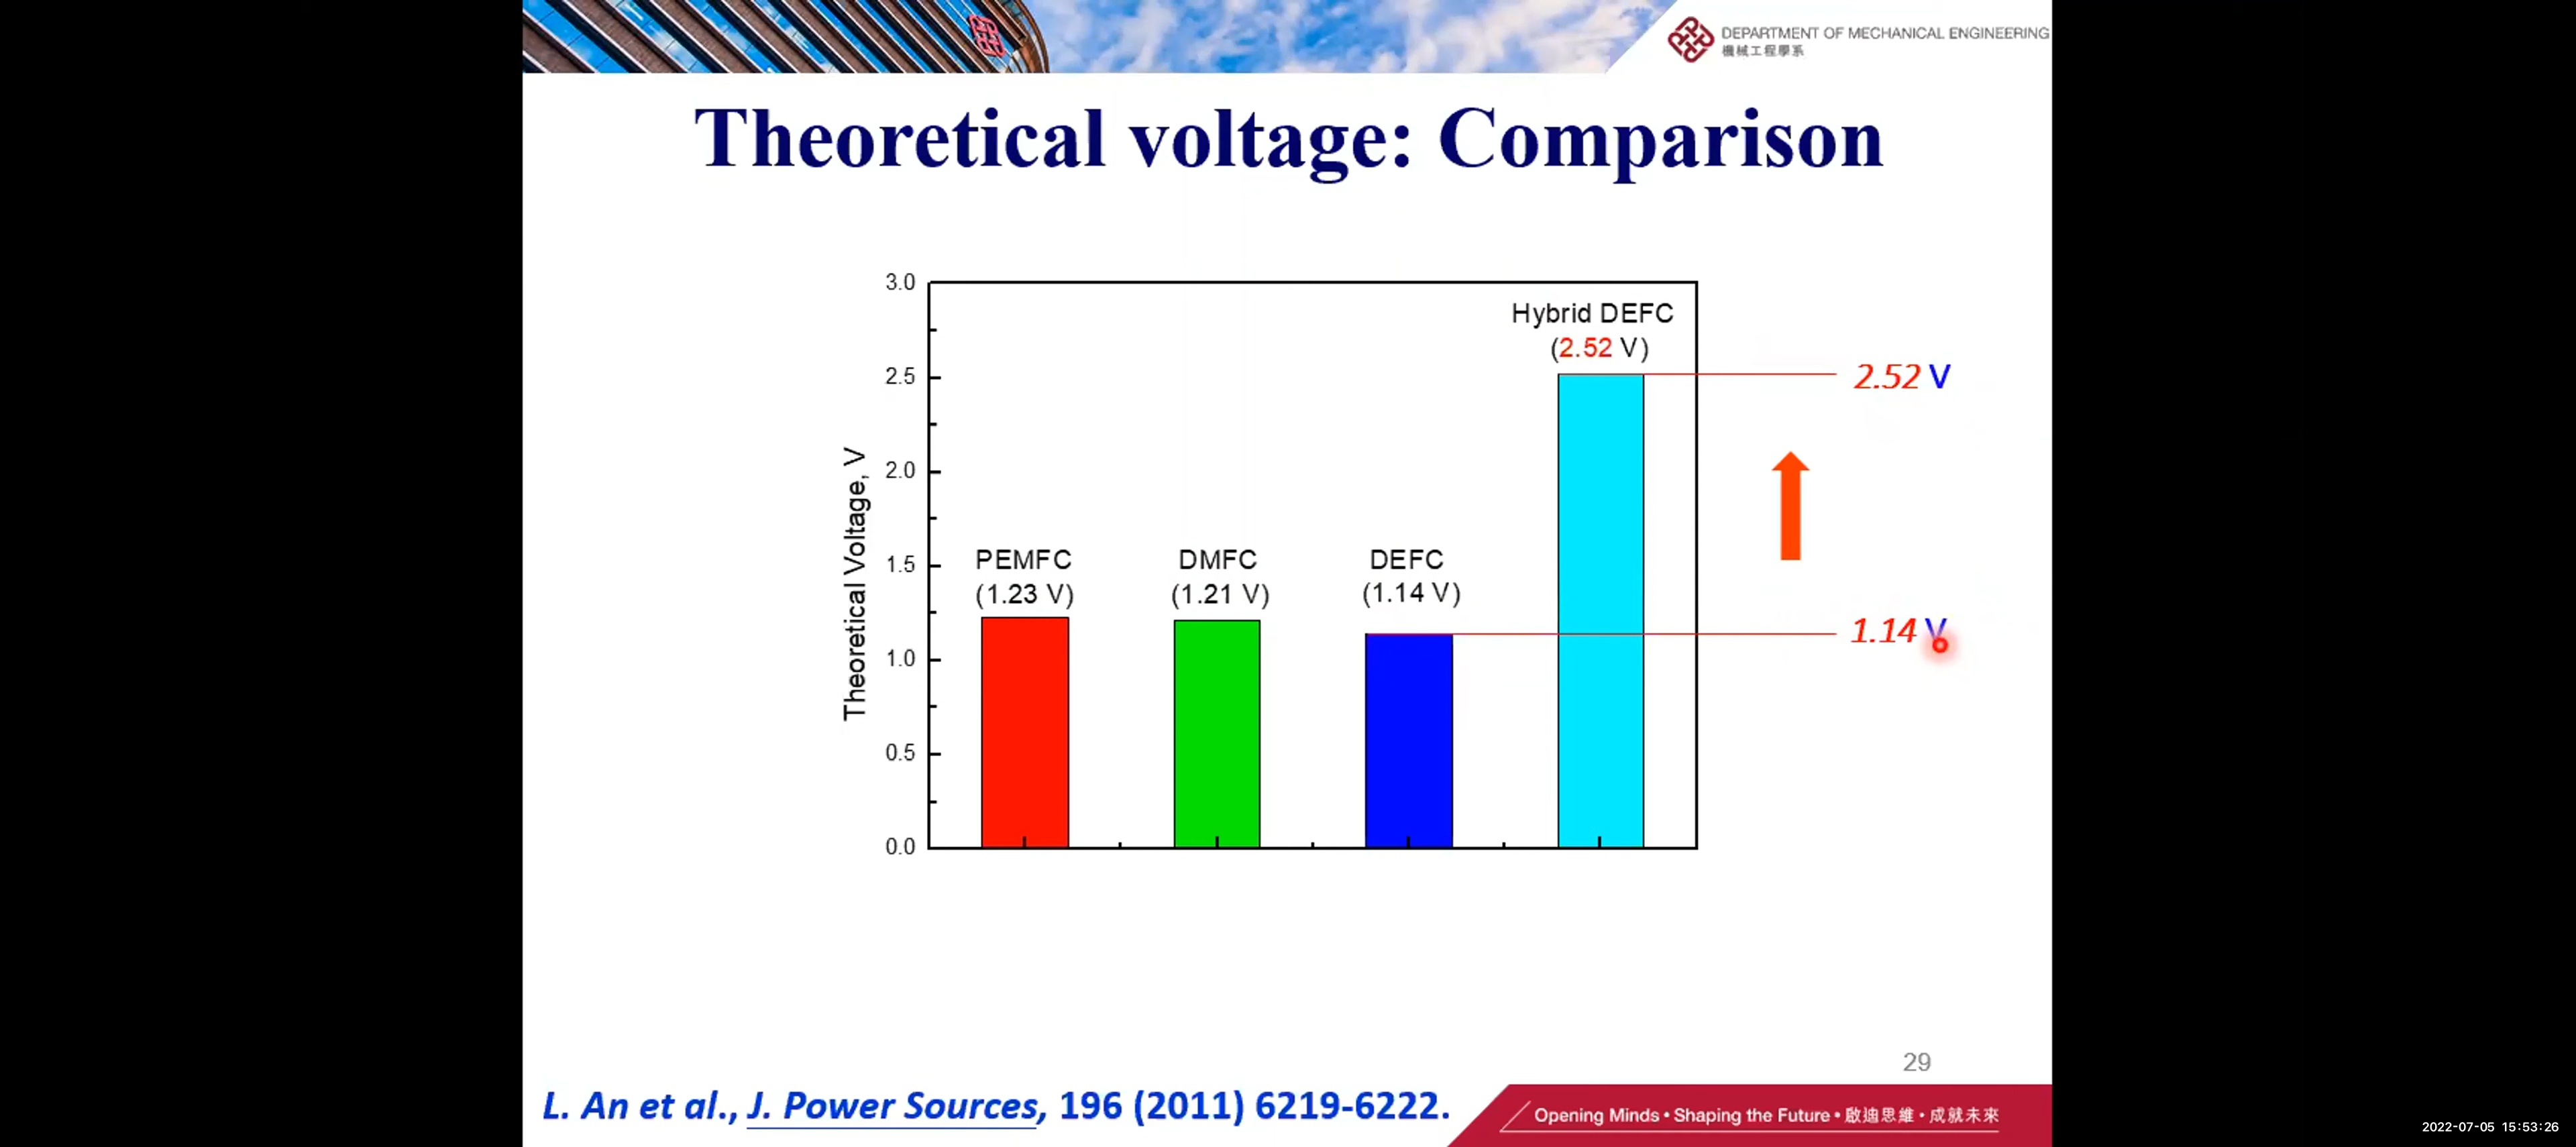 DEPARTMENT OF MECHANICAL ENGINEERING
機械工程學系
Theoretical voltage: Comparison
3.0
2.5
2.0
1.5
1.0
0.5
0.0
Theoretical Voltage, V
PEMFC
(1.23 V)
DMFC
(1.21 V)
DEFC
(1.14 V)
Hybrid DEFC
(2.52 V)
2.52 V
1.14 V
29
L. An et al., J. Power Sources, 196 (2011) 6219-6222.
Opening Minds • Shaping the Future • 啟迪思維 • 成就未來
2022-07-05 15:53:26